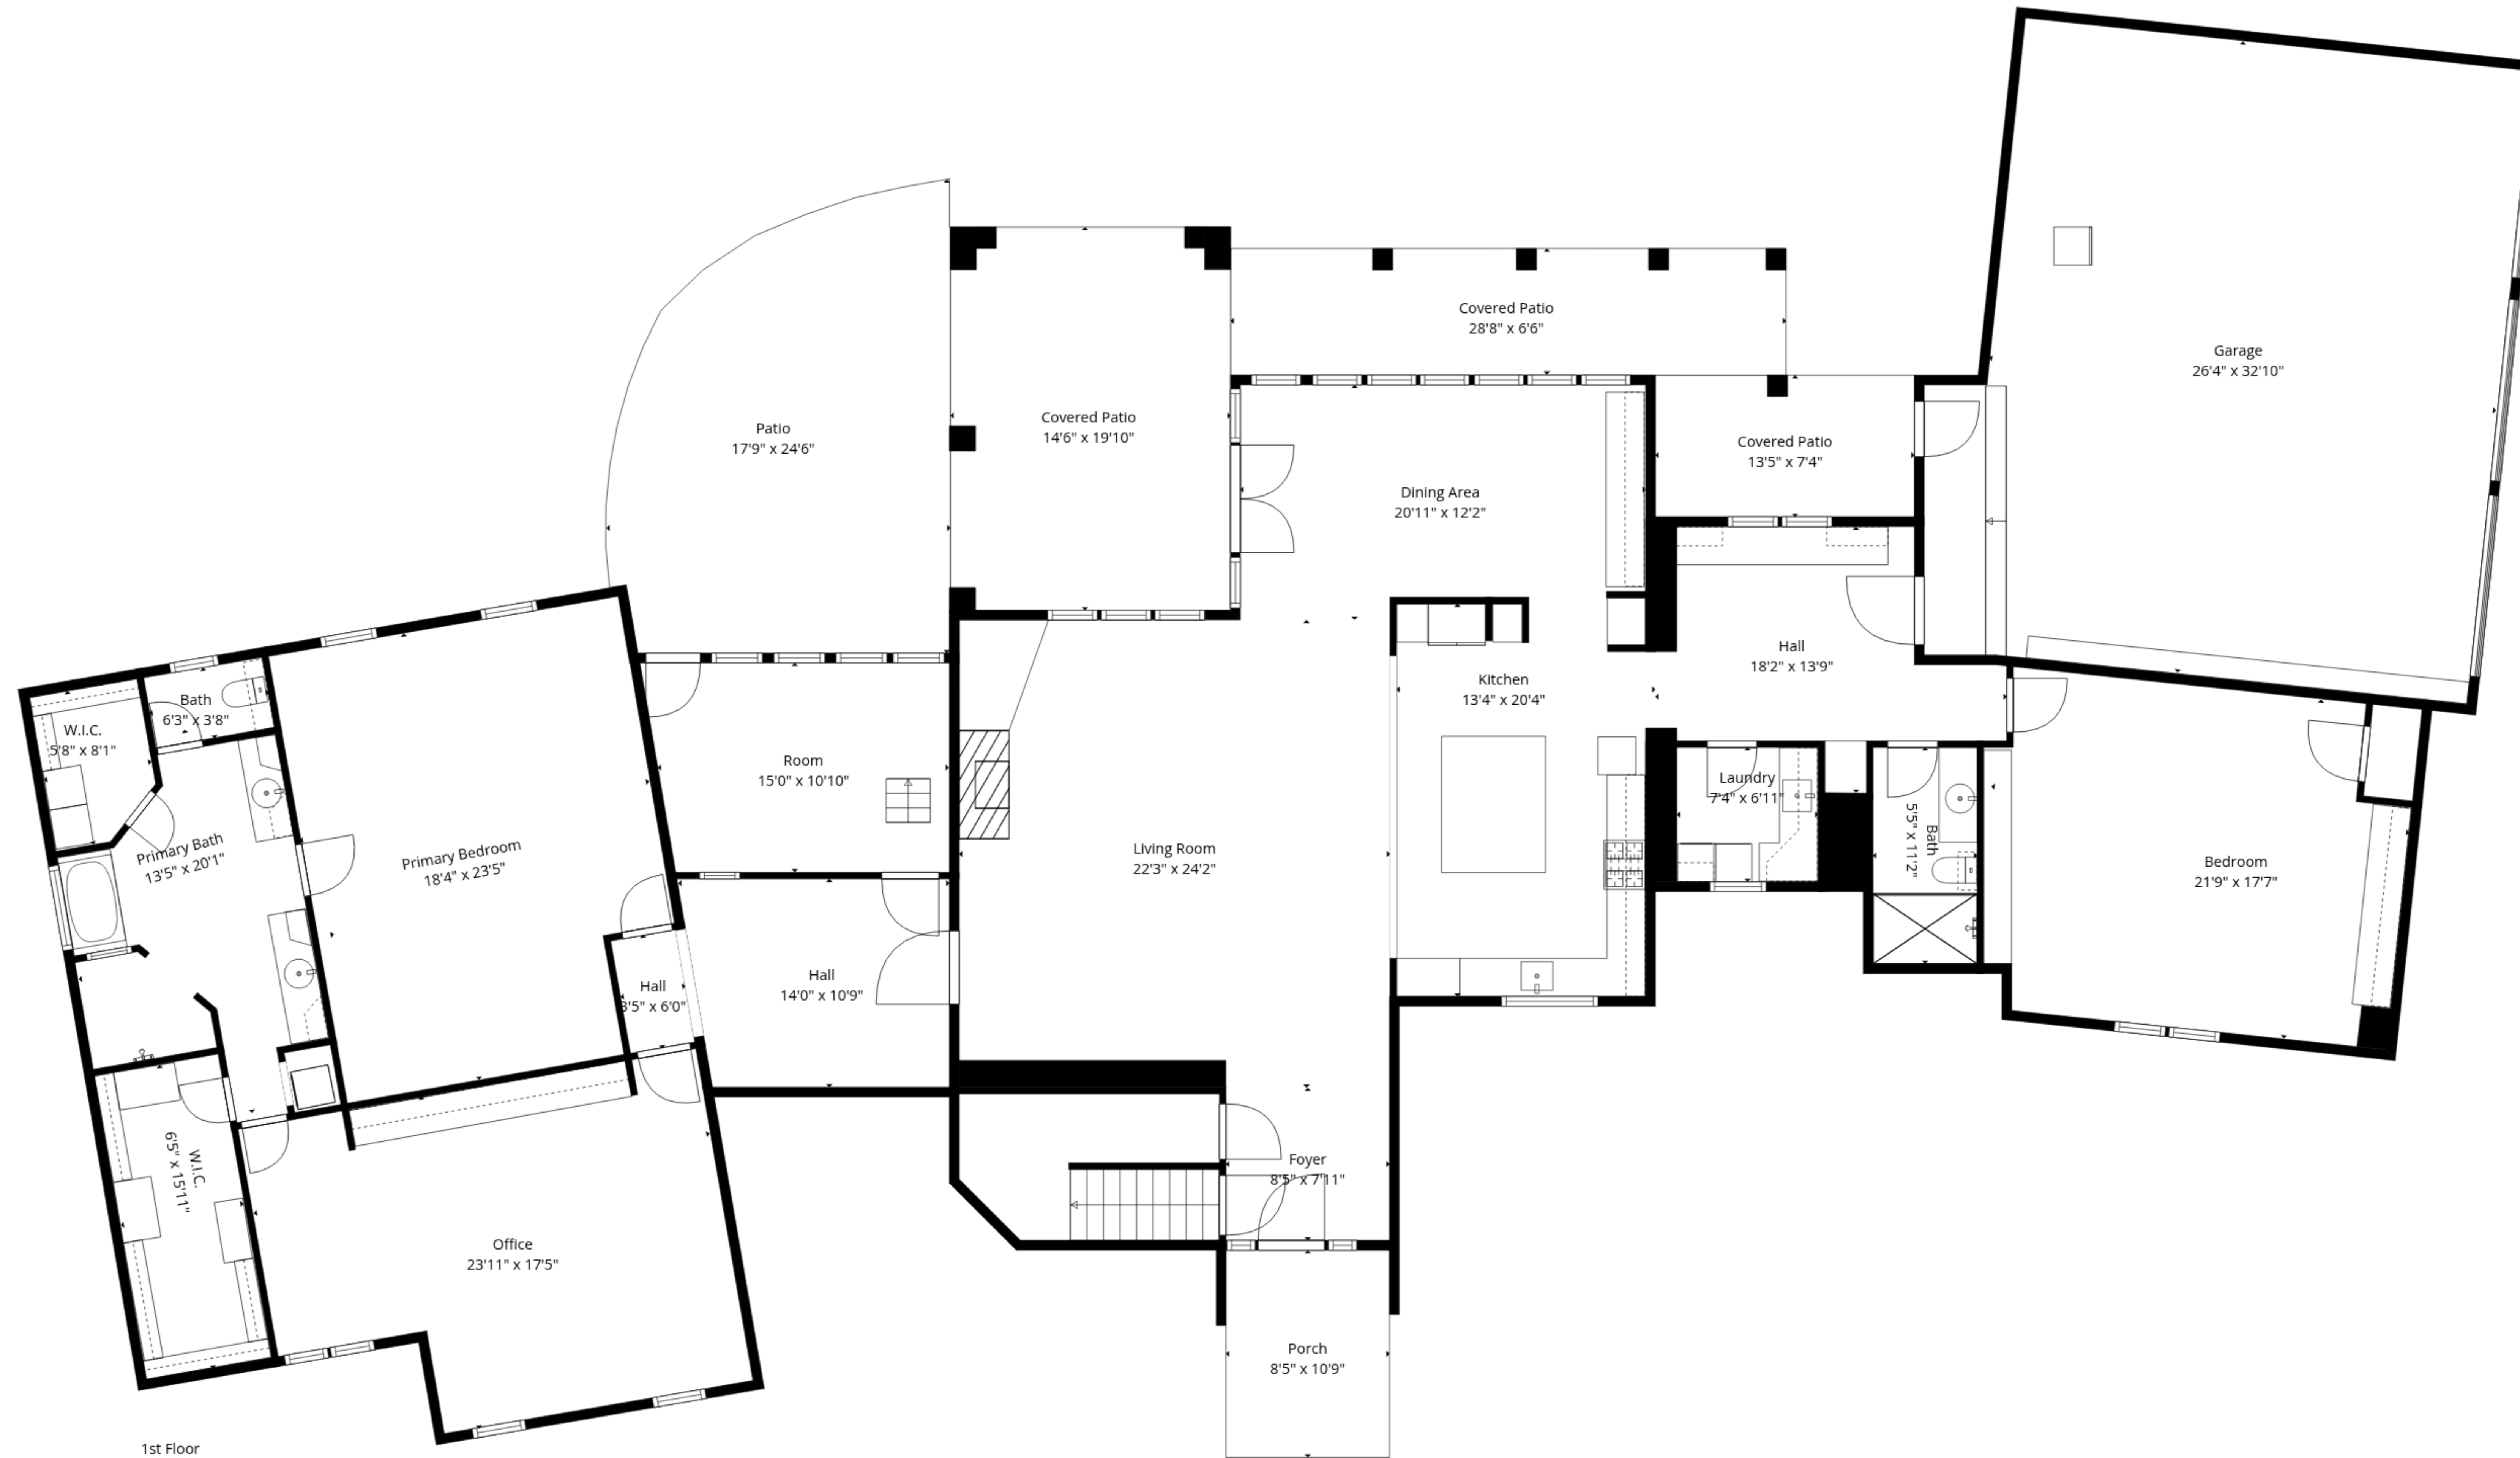 Covered Patio
28'8" x 6'6"
Garage
26'4" x 32'10"
Patio
17'9" x 24'6"
Covered Patio
14'6" x 19'10"
Covered Patio
13'5" x 7'4"
Dining Area
20'11" x 12'2"
Hall
18'2" x 13'9"
Kitchen
13'4" x 20'4"
Bath
6'3" x 3'8"
W.I.C.
5'8" x 8'1"
Room
15'0" x 10'10"
Laundry
7'4" x 6'11"
Primary Bath
13'5" x 20'1"
Primary Bedroom
18'4" x 23'5"
Living Room
22'3" x 24'2"
Bath
5'5" x 11'2"
Bedroom
21'9" x 17'7"
Hall
3'5" x 6'0"
Hall
14'0" x 10'9"
W.I.C.
6'5" x 15'11"
Foyer
8'5" x 7'11"
Office
23'11" x 17'5"
Porch
8'5" x 10'9"
1st Floor